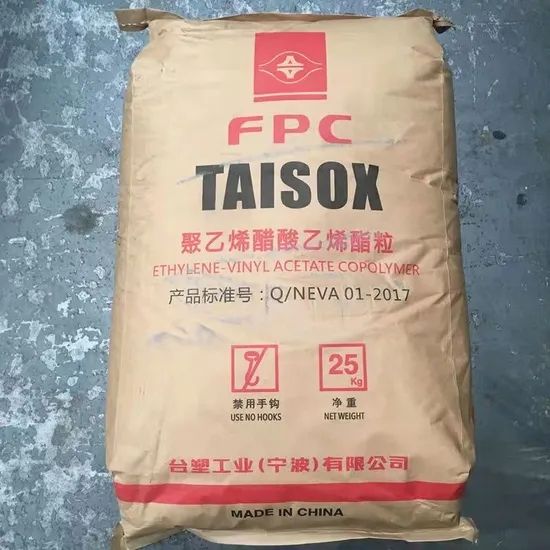 FPC
TAISOX
聚乙烯醋酸乙烯酯粒
ETHYLENE-VINYL ACETATE COPOLYMER
产品标准号：Q/NEVA 01-2017
禁用手钩
USE NO HOOKS
25
Kg
净重
NET WEIGHT
台塑工业（宁波）有限公司
MADE IN CHINA